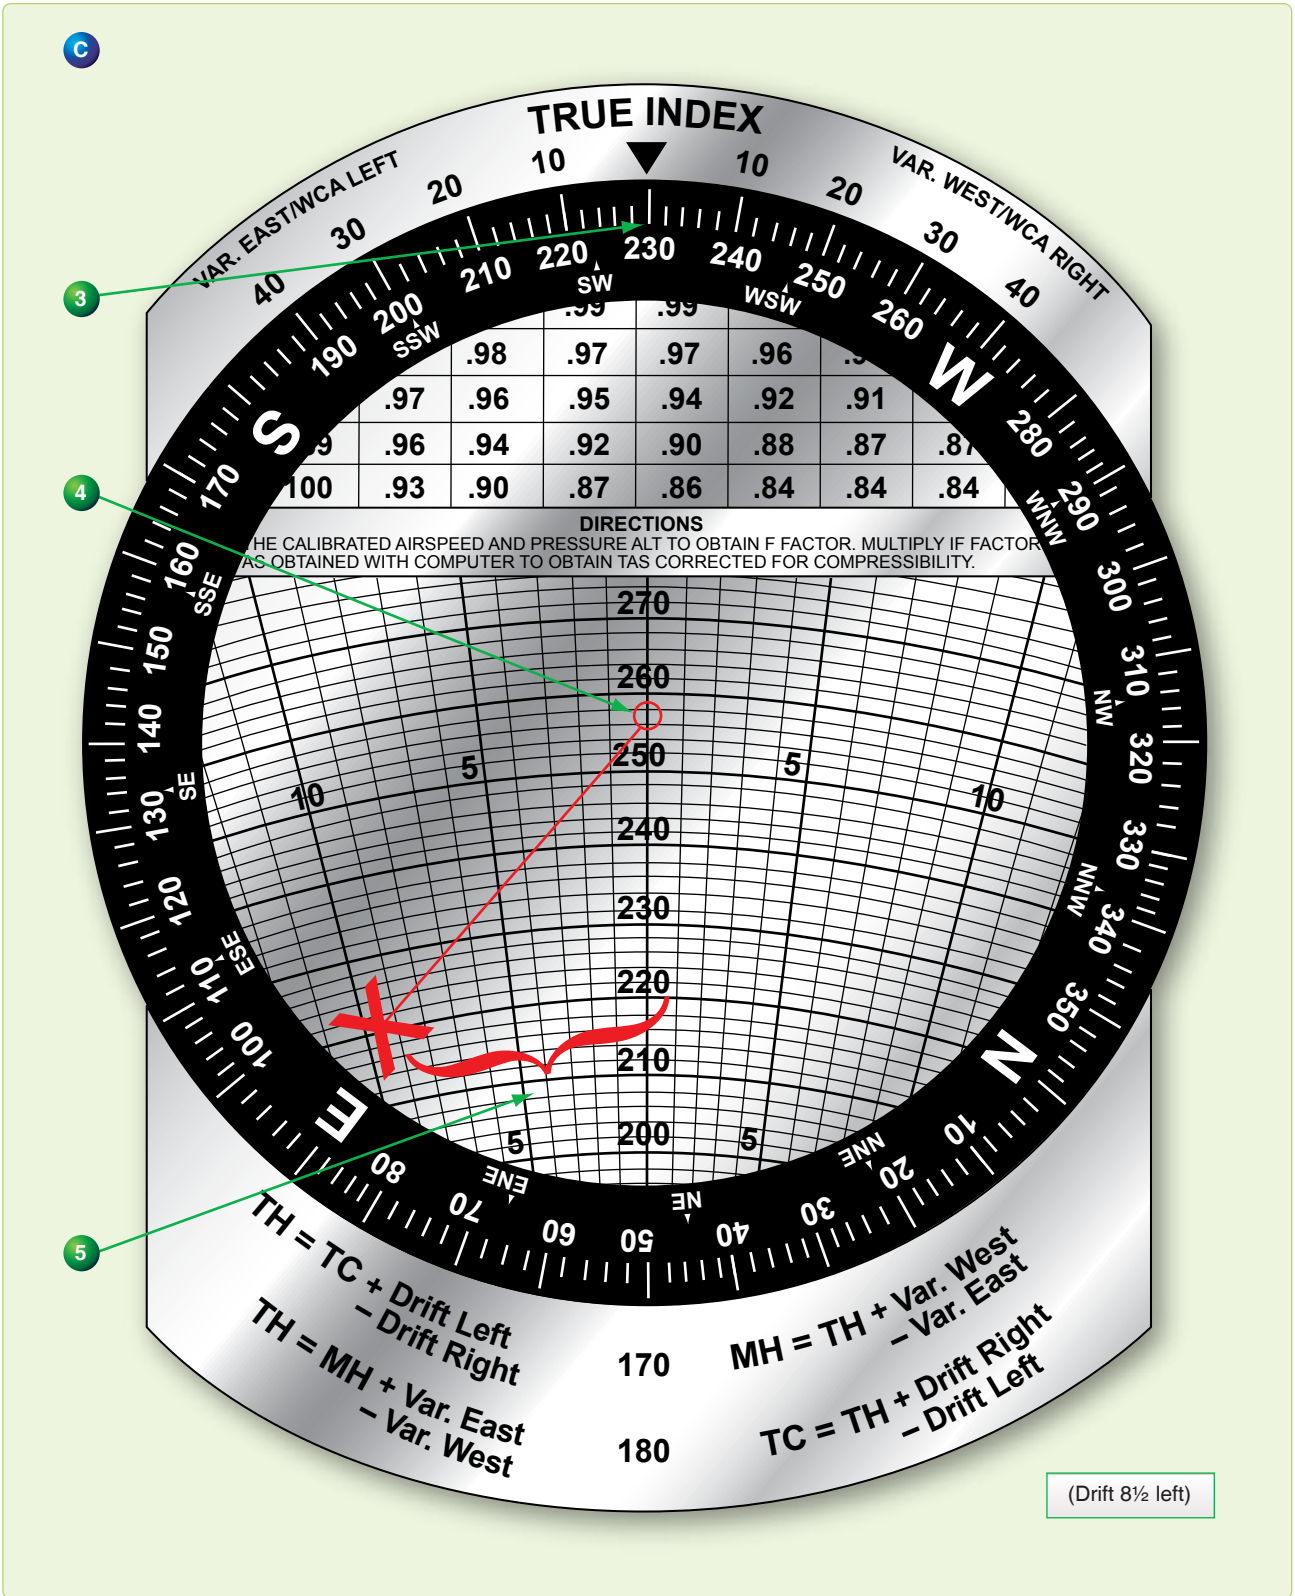 C
TRUE INDEX
VAR. EAST/WCA LEFT
VAR. WEST/WCA RIGHT
40 30 20 10 10 20 30 40
3
190 200 210 220 230 240 250 260
SSW SW WSW
W 280 290 WNW 300 310 NW 320 330 NNW 340 350 N
10 20 NNE 30 40 NE 50 60 ENE 70 80 E
100 110 ESE 120 130 SE 140 150 160 SSE 170 S
.99 .99
.98 .97 .97 .96
.97 .96 .95 .94 .92 .91
.96 .94 .92 .90 .88 .87 .87
4
100 .93 .90 .87 .86 .84 .84 .84
DIRECTIONS
HE CALIBRATED AIRSPEED AND PRESSURE ALT TO OBTAIN F FACTOR. MULTIPLY IF FACTOR
AS OBTAINED WITH COMPUTER TO OBTAIN TAS CORRECTED FOR COMPRESSIBILITY.
270
260
250
5 5
10 10
240
230
220
210
5 200 5
5
TH = TC + Drift Left
– Drift Right
TH = MH + Var. East
– Var. West
170
180
MH = TH + Var. West
– Var. East
TC = TH + Drift Right
– Drift Left
(Drift 8½ left)